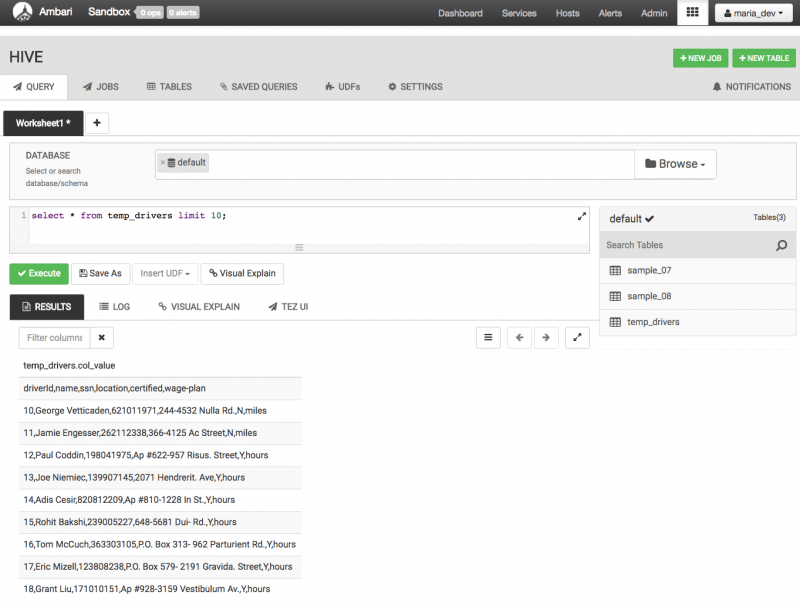 Ambari Sandbox 0 ops 0 alerts Dashboard Services Hosts Alerts Admin maria_dev
HIVE
+ NEW JOB + NEW TABLE
QUERY JOBS TABLES SAVED QUERIES UDFs SETTINGS NOTIFICATIONS
Worksheet1 * +
DATABASE
Select or search
database/schema
× default
Browse
1 select * from temp_drivers limit 10;
default Tables(3)
Search Tables
sample_07
sample_08
temp_drivers
Execute Save As Insert UDF Visual Explain
RESULTS LOG VISUAL EXPLAIN TEZ UI
Filter columns
temp_drivers.col_value
driverId,name,ssn,location,certified,wage-plan
10,George Vetticaden,621011971,244-4532 Nulla Rd.,N,miles
11,Jamie Engesser,262112338,366-4125 Ac Street,N,miles
12,Paul Coddin,198041975,Ap #622-957 Risus. Street,Y,hours
13,Joe Niemiec,139907145,2071 Hendrerit. Ave,Y,hours
14,Adis Cesir,820812209,Ap #810-1228 In St.,Y,hours
15,Rohit Bakshi,239005227,648-5681 Dui- Rd.,Y,hours
16,Tom McCuch,363303105,P.O. Box 313- 962 Parturient Rd.,Y,hours
17,Eric Mizell,123808238,P.O. Box 579- 2191 Gravida. Street,Y,hours
18,Grant Liu,171010151,Ap #928-3159 Vestibulum Av.,Y,hours